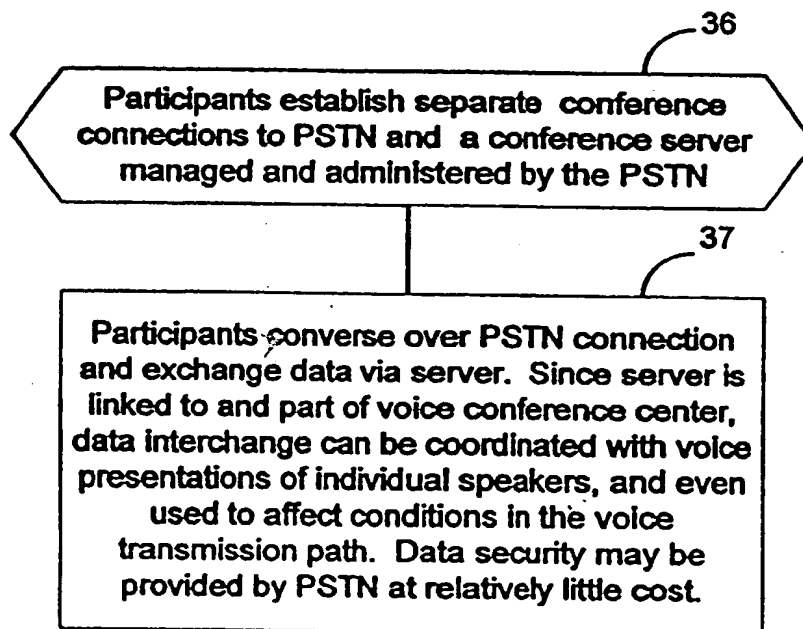 36
Participants establish separate conference
connections to PSTN and a conference server
managed and administered by the PSTN
37
Participants converse over PSTN connection
and exchange data via server. Since server is
linked to and part of voice conference center,
data interchange can be coordinated with voice
presentations of individual speakers, and even
used to affect conditions in the voice
transmission path. Data security may be
provided by PSTN at relatively little cost.